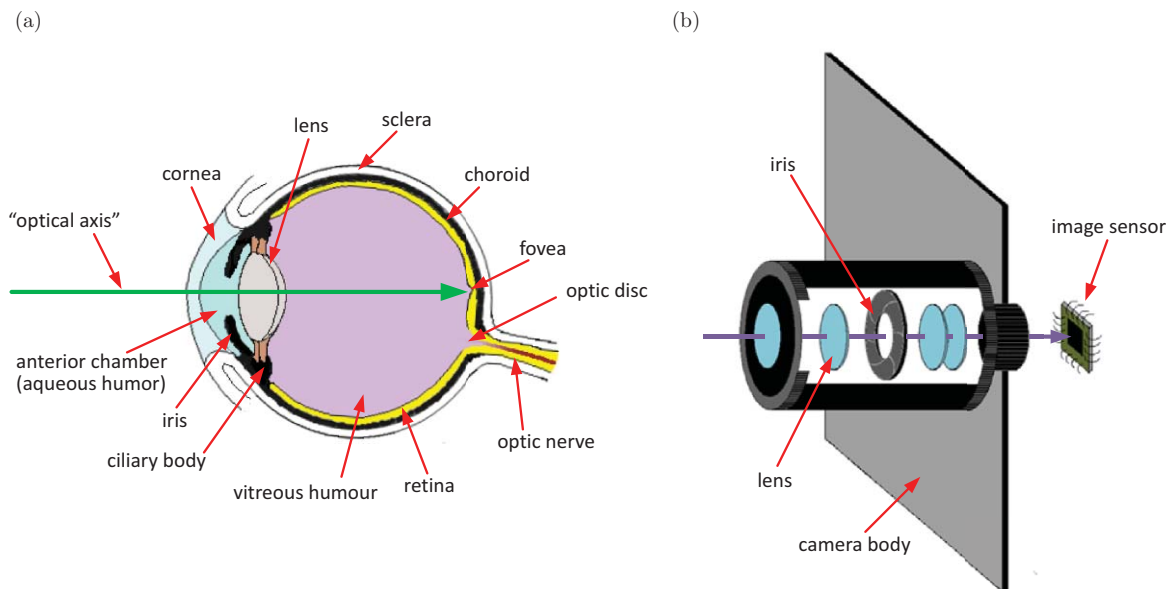 (a)
lens
sclera
cornea
choroid
“optical axis”
fovea
optic disc
anterior chamber
(aqueous humor)
iris
ciliary body
vitreous humour
retina
optic nerve
(b)
iris
image sensor
lens
camera body